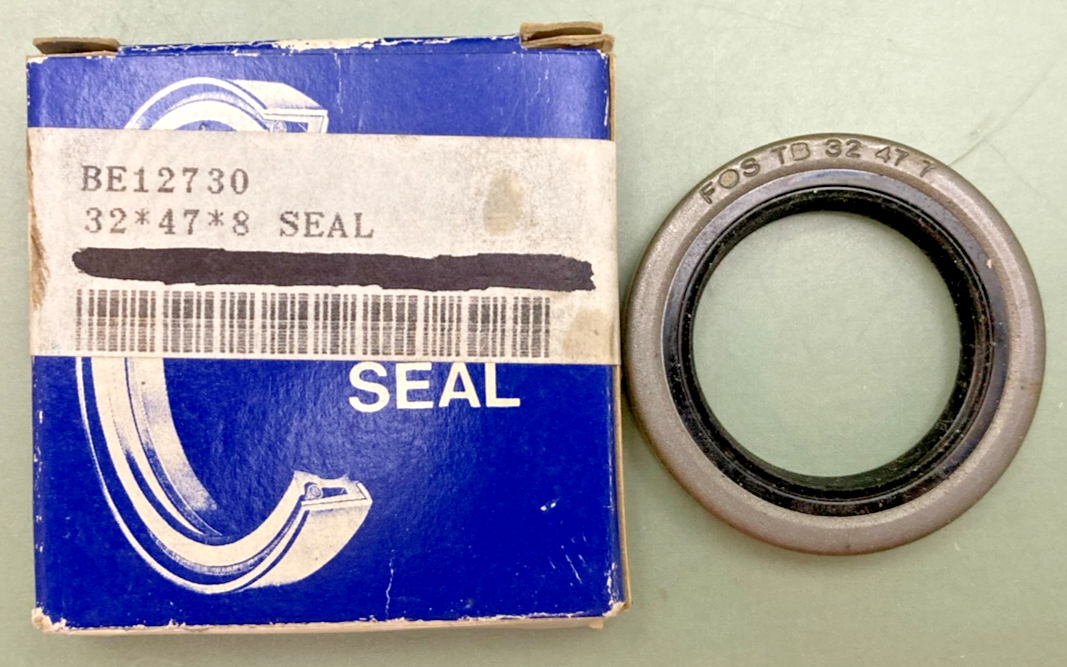 BE12730
32*47*8 SEAL
SEAL
FOS TB 32 47 7